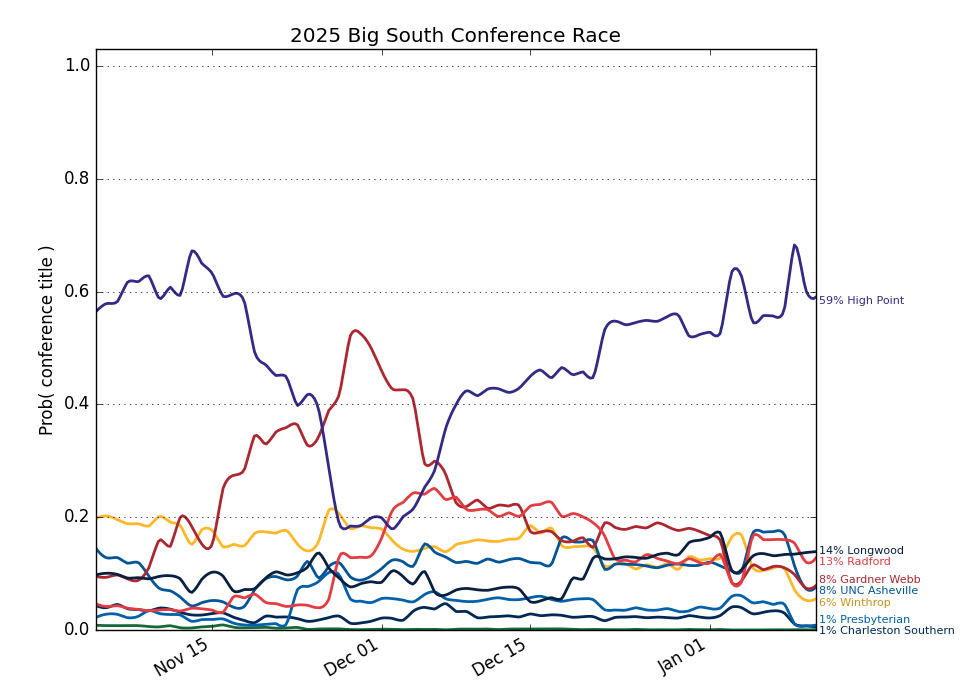 2025 Big South Conference Race
Prob( conference title )
1.0
0.8
0.6
0.4
0.2
0.0
59% High Point
14% Longwood
13% Radford
8% Gardner Webb
8% UNC Asheville
6% Winthrop
1% Presbyterian
1% Charleston Southern
Nov 15
Dec 01
Dec 15
Jan 01